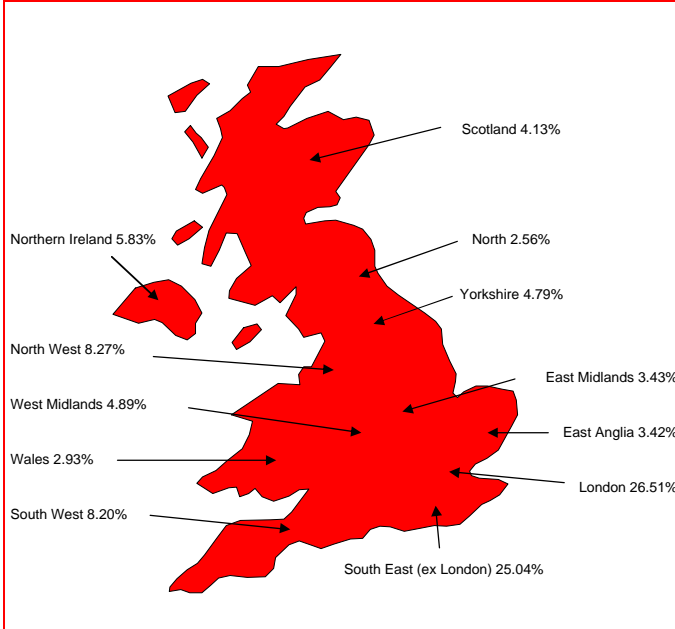 Scotland 4.13%
Northern Ireland 5.83%
North 2.56%
Yorkshire 4.79%
North West 8.27%
East Midlands 3.43%
West Midlands 4.89%
East Anglia 3.42%
Wales 2.93%
London 26.51%
South West 8.20%
South East (ex London) 25.04%